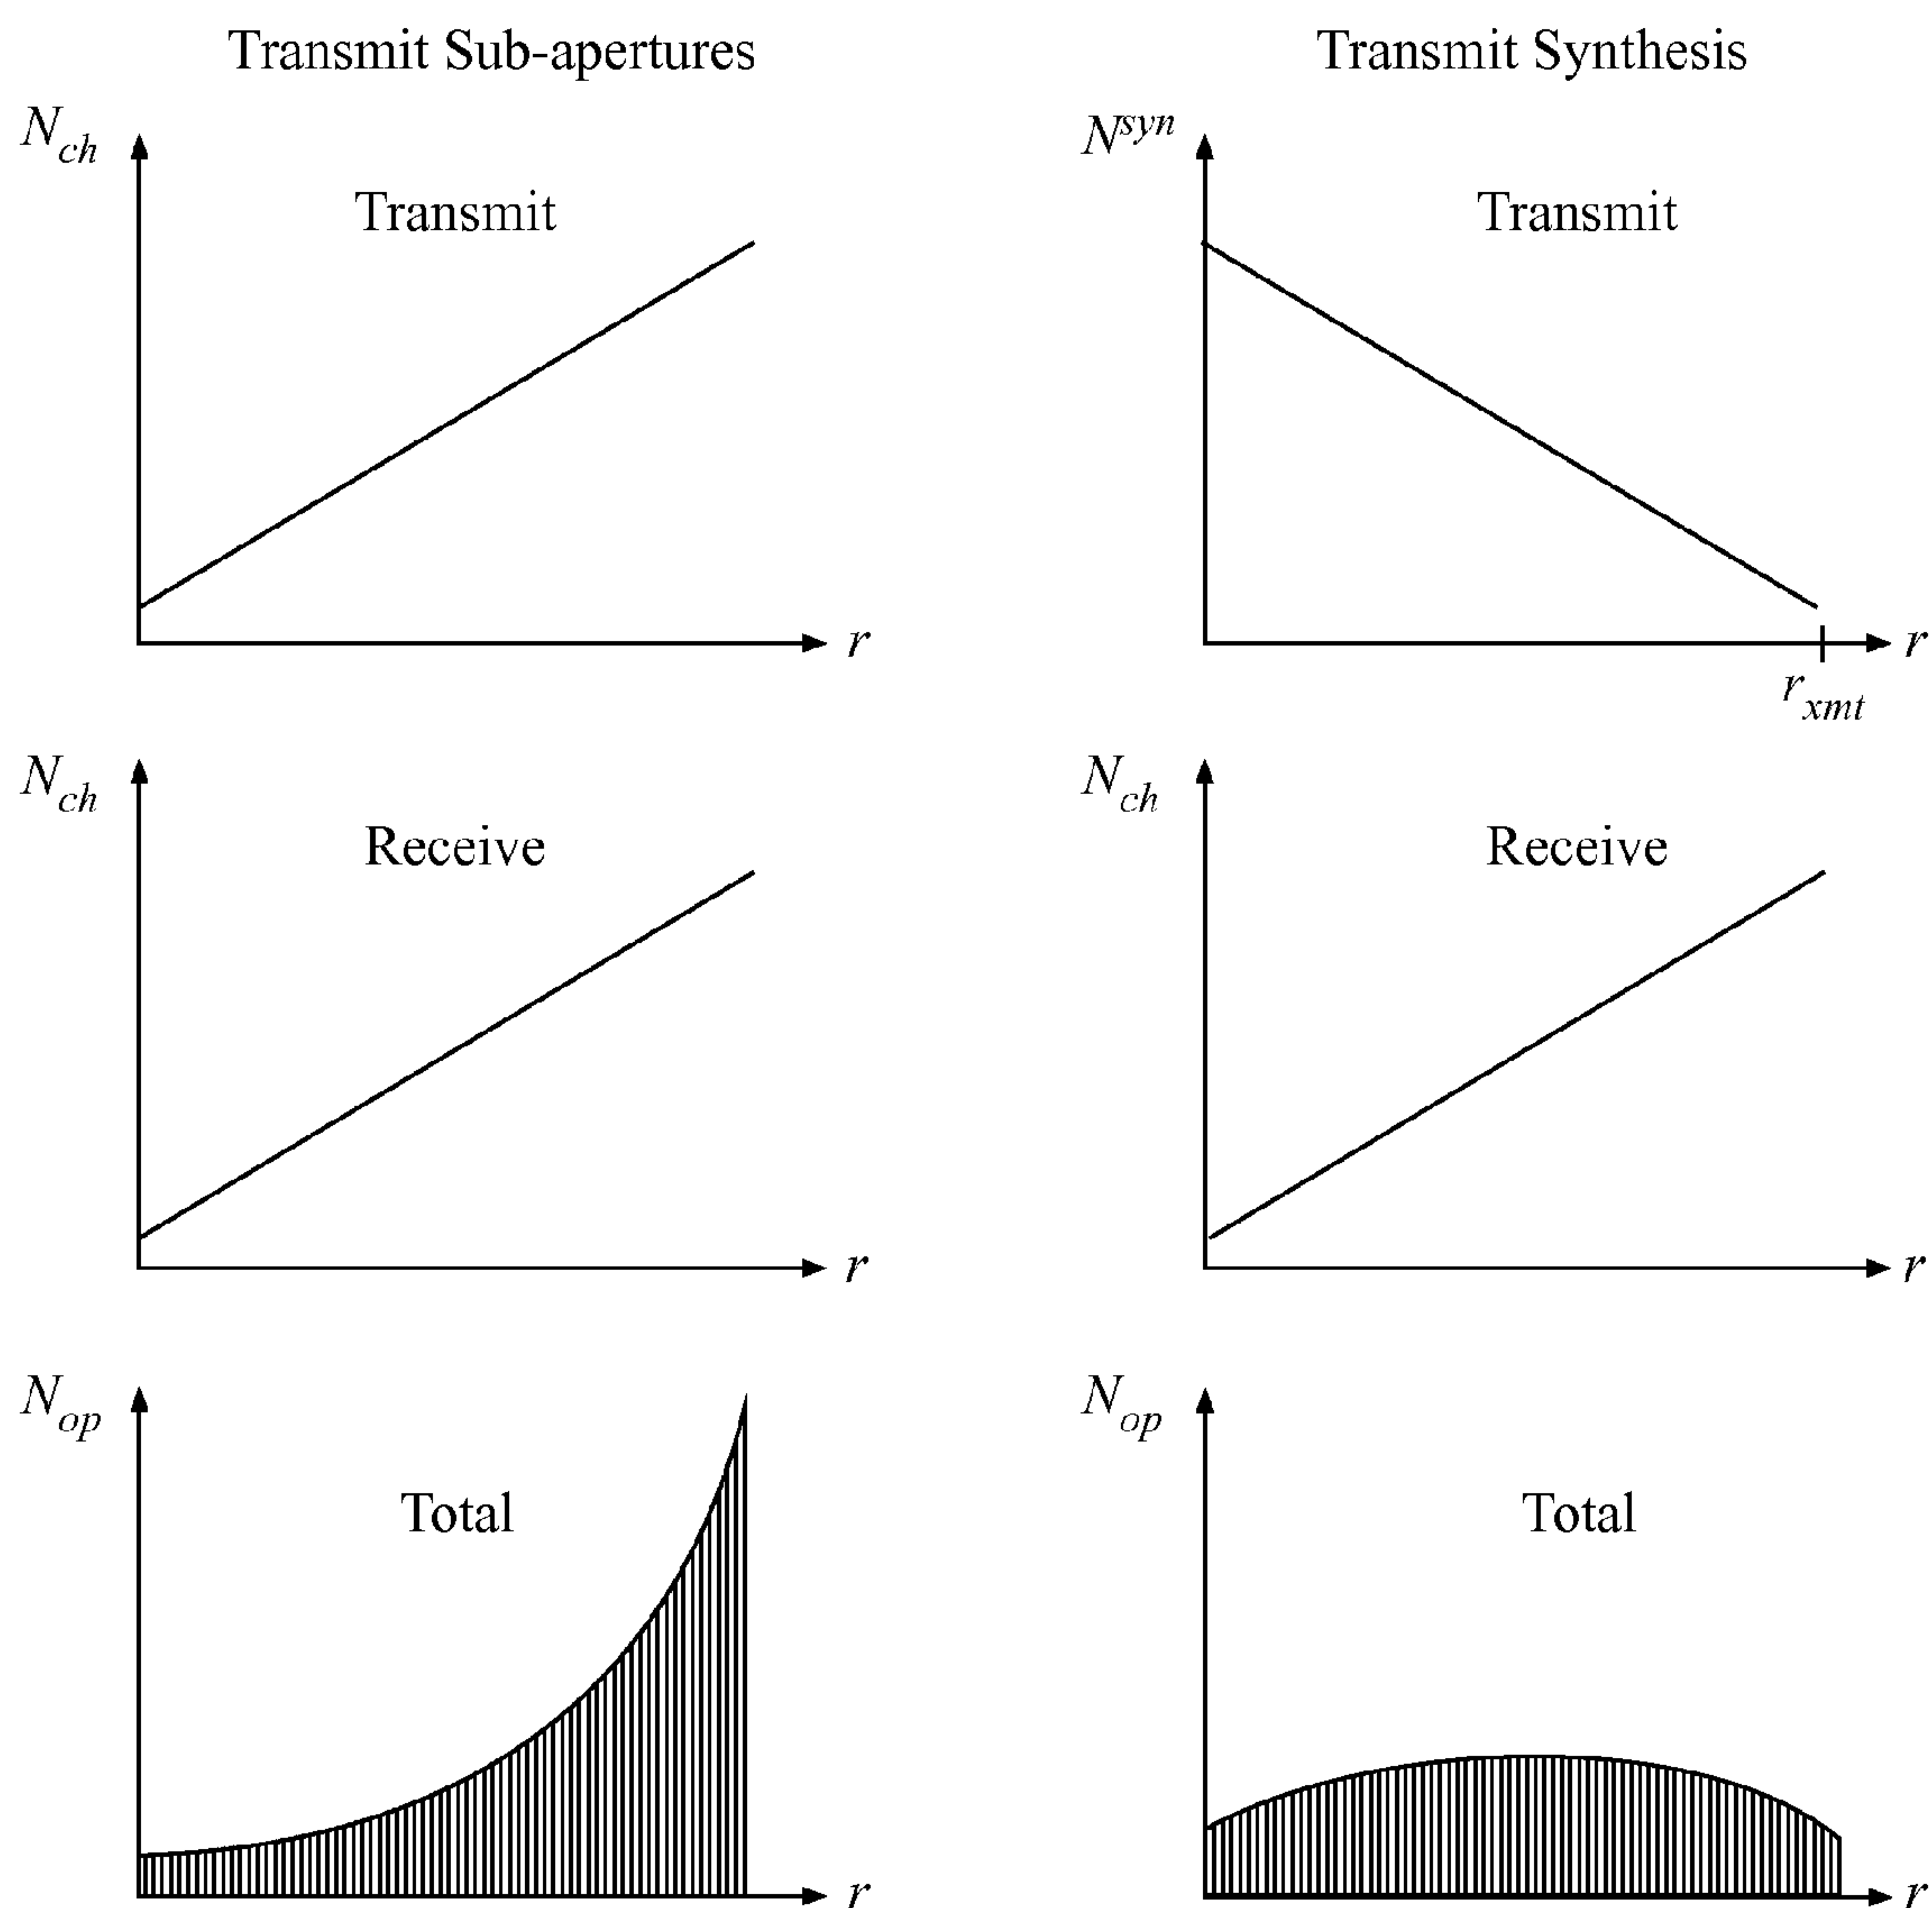 Transmit Sub-apertures
Transmit Synthesis
N_ch
Transmit
r
N^syn
Transmit
r
r_xmt
N_ch
Receive
r
N_ch
Receive
r
N_op
Total
r
N_op
Total
r